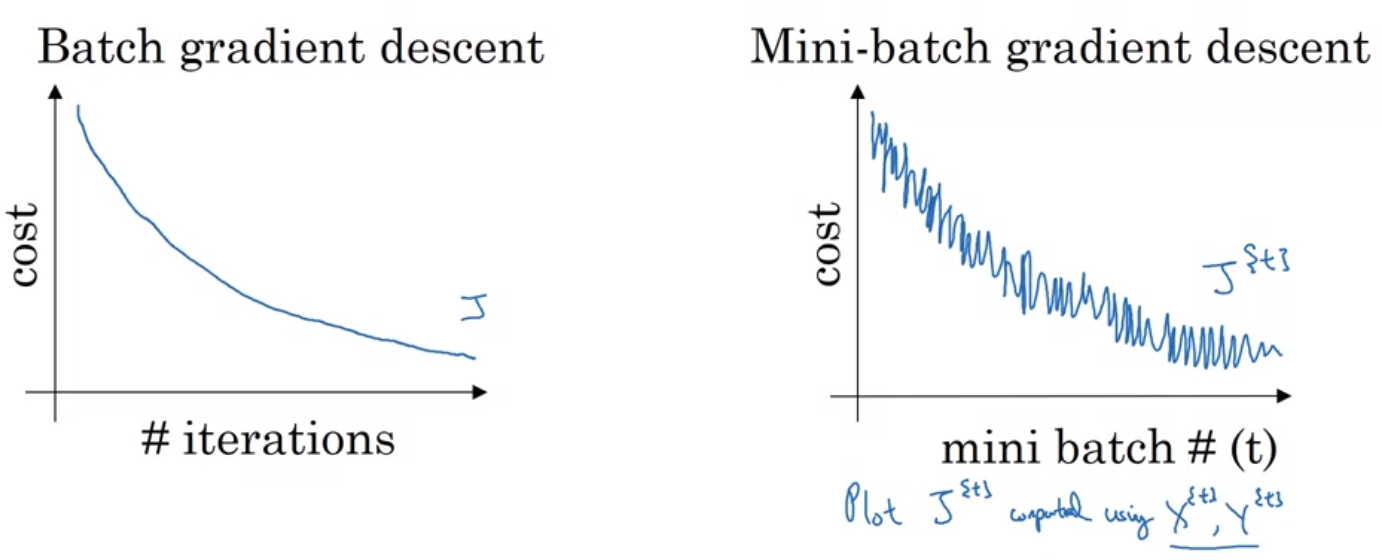 Batch gradient descent
cost
J
# iterations
Mini-batch gradient descent
cost
J^{t}
mini batch # (t)
Plot J^{t} computed using X^{t}, Y^{t}